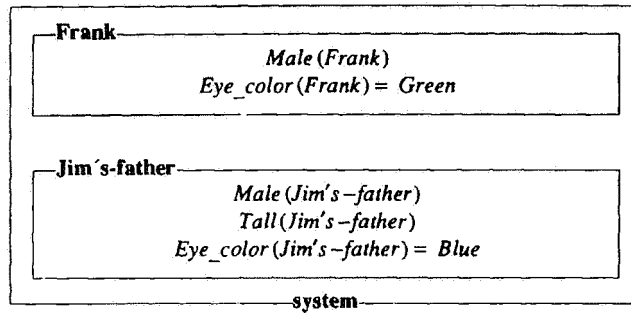 Frank
Male(Frank)
Eye_color(Frank) = Green
Jim´s-father
Male(Jim's-father)
Tall(Jim's-father)
Eye_color(Jim's-father) = Blue
system